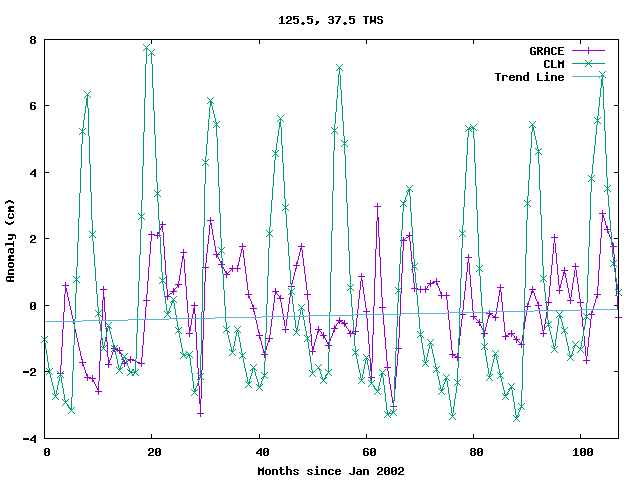 125.5, 37.5 TWS
GRACE
CLM
Trend Line
Anomaly (cm)
8
6
4
2
0
-2
-4
0 20 40 60 80 100
Months since Jan 2002